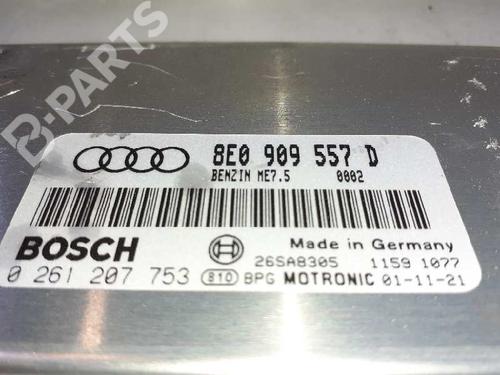 B-PARTS
8E0 909 557 D
BENZIN ME7.5 0002
BOSCH
Made in Germany
26SA8305 1159 1077
0 261 207 753 810 BPG MOTRONIC 01-11-21